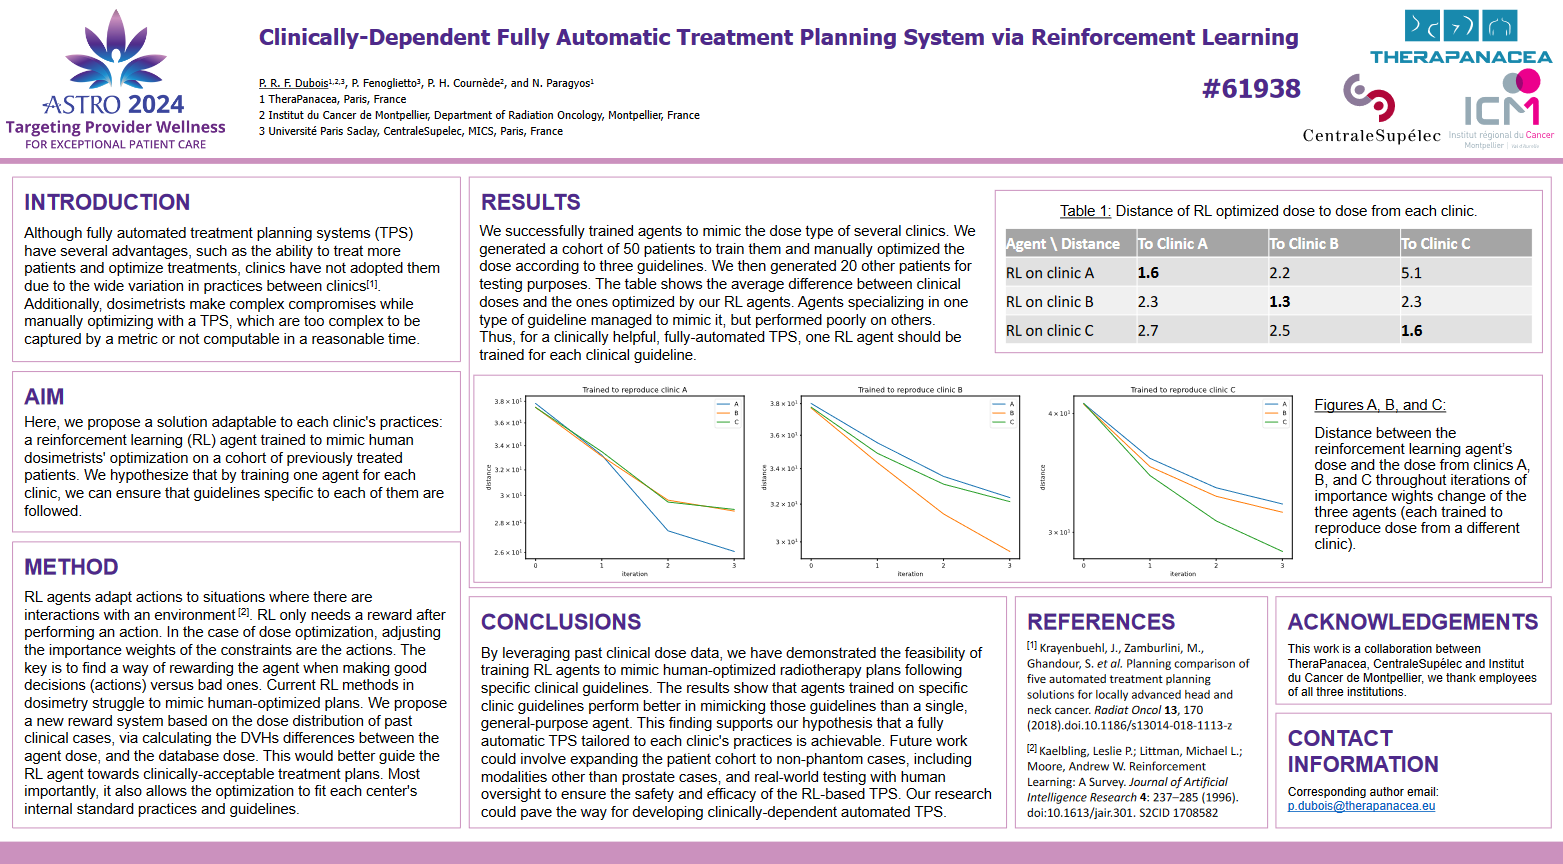 ASTRO 2024
Targeting Provider Wellness
FOR EXCEPTIONAL PATIENT CARE
Clinically-Dependent Fully Automatic Treatment Planning System via Reinforcement Learning
#61938
P. R. F. Dubois1,2,3, P. Fenoglietto3, P. H. Cournède2, and N. Paragyos1
1 TheraPanacea, Paris, France
2 Institut du Cancer de Montpellier, Department of Radiation Oncology, Montpellier, France
3 Université Paris Saclay, CentraleSupelec, MICS, Paris, France
THERAPANACEA
CentraleSupélec
ICM
Institut régional du Cancer
Montpellier | Val d'Aurelle
INTRODUCTION
Although fully automated treatment planning systems (TPS)
have several advantages, such as the ability to treat more
patients and optimize treatments, clinics have not adopted them
due to the wide variation in practices between clinics[1].
Additionally, dosimetrists make complex compromises while
manually optimizing with a TPS, which are too complex to be
captured by a metric or not computable in a reasonable time.
AIM
Here, we propose a solution adaptable to each clinic's practices:
a reinforcement learning (RL) agent trained to mimic human
dosimetrists' optimization on a cohort of previously treated
patients. We hypothesize that by training one agent for each
clinic, we can ensure that guidelines specific to each of them are
followed.
METHOD
RL agents adapt actions to situations where there are
interactions with an environment [2]. RL only needs a reward after
performing an action. In the case of dose optimization, adjusting
the importance weights of the constraints are the actions. The
key is to find a way of rewarding the agent when making good
decisions (actions) versus bad ones. Current RL methods in
dosimetry struggle to mimic human-optimized plans. We propose
a new reward system based on the dose distribution of past
clinical cases, via calculating the DVHs differences between the
agent dose, and the database dose. This would better guide the
RL agent towards clinically-acceptable treatment plans. Most
importantly, it also allows the optimization to fit each center's
internal standard practices and guidelines.
RESULTS
We successfully trained agents to mimic the dose type of several clinics. We
generated a cohort of 50 patients to train them and manually optimized the
dose according to three guidelines. We then generated 20 other patients for
testing purposes. The table shows the average difference between clinical
doses and the ones optimized by our RL agents. Agents specializing in one
type of guideline managed to mimic it, but performed poorly on others.
Thus, for a clinically helpful, fully-automated TPS, one RL agent should be
trained for each clinical guideline.
Table 1: Distance of RL optimized dose to dose from each clinic.
Agent \ Distance To Clinic A To Clinic B To Clinic C
RL on clinic A 1.6 2.2 5.1
RL on clinic B 2.3 1.3 2.3
RL on clinic C 2.7 2.5 1.6
Trained to reproduce clinic A
3.8 × 10¹
3.6 × 10¹
3.4 × 10¹
3.2 × 10¹
3 × 10¹
2.8 × 10¹
2.6 × 10¹
distance
A
B
C
0 1 2 3
iteration
Trained to reproduce clinic B
3.8 × 10¹
3.6 × 10¹
3.4 × 10¹
3.2 × 10¹
3 × 10¹
distance
A
B
C
0 1 2 3
iteration
Trained to reproduce clinic C
4 × 10¹
3 × 10¹
distance
A
B
C
0 1 2 3
iteration
Figures A, B, and C:
Distance between the
reinforcement learning agent's
dose and the dose from clinics A,
B, and C throughout iterations of
importance wights change of the
three agents (each trained to
reproduce dose from a different
clinic).
CONCLUSIONS
By leveraging past clinical dose data, we have demonstrated the feasibility of
training RL agents to mimic human-optimized radiotherapy plans following
specific clinical guidelines. The results show that agents trained on specific
clinic guidelines perform better in mimicking those guidelines than a single,
general-purpose agent. This finding supports our hypothesis that a fully
automatic TPS tailored to each clinic's practices is achievable. Future work
could involve expanding the patient cohort to non-phantom cases, including
modalities other than prostate cases, and real-world testing with human
oversight to ensure the safety and efficacy of the RL-based TPS. Our research
could pave the way for developing clinically-dependent automated TPS.
REFERENCES
[1] Krayenbuehl, J., Zamburlini, M.,
Ghandour, S. et al. Planning comparison of
five automated treatment planning
solutions for locally advanced head and
neck cancer. Radiat Oncol 13, 170
(2018).doi.10.1186/s13014-018-1113-z
[2] Kaelbling, Leslie P.; Littman, Michael L.;
Moore, Andrew W. Reinforcement
Learning: A Survey. Journal of Artificial
Intelligence Research 4: 237–285 (1996).
doi:10.1613/jair.301. S2CID 1708582
ACKNOWLEDGEMENTS
This work is a collaboration between
TheraPanacea, CentraleSupélec and Institut
du Cancer de Montpellier, we thank employees
of all three institutions.
CONTACT
INFORMATION
Corresponding author email:
p.dubois@therapanacea.eu